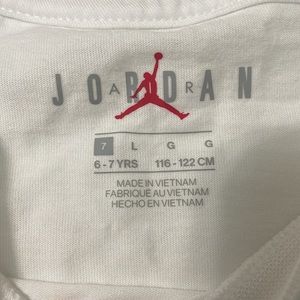 JORDAN
AIR
7 L G G
6 - 7 YRS 116 - 122 CM
MADE IN VIETNAM
FABRIQUÉ AU VIETNAM
HECHO EN VIETNAM